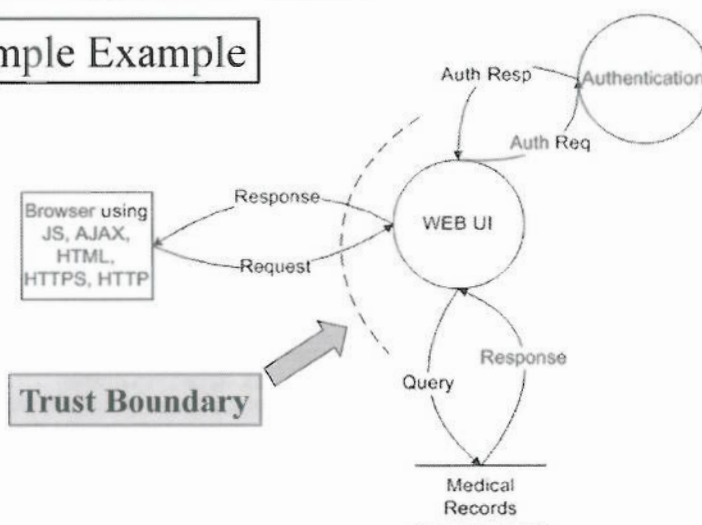 mple Example
Auth Resp
Authentication
Auth Req
Response
Browser using
JS, AJAX,
HTML,
HTTPS, HTTP
WEB UI
Request
Response
Trust Boundary
Query
Medical
Records